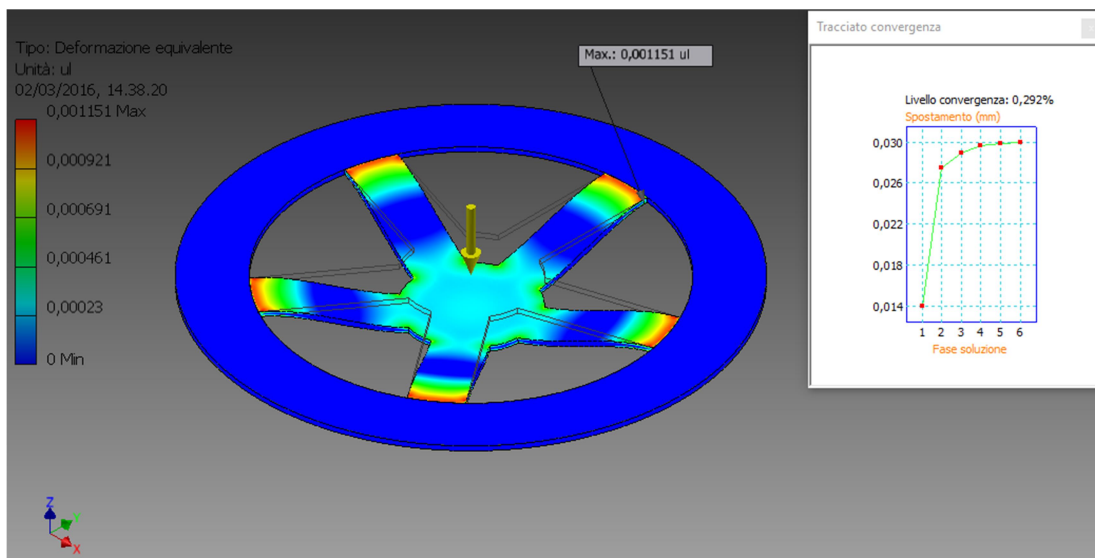 Tipo: Deformazione equivalente
Unità: ul
02/03/2016, 14.38.20
0,001151 Max
0,000921
0,000691
0,000461
0,00023
0 Min
Max.: 0,001151 ul
Z
Y
X
Tracciato convergenza
Livello convergenza: 0,292%
Spostamento (mm)
0,030
0,026
0,022
0,018
0,014
1 2 3 4 5 6
Fase soluzione